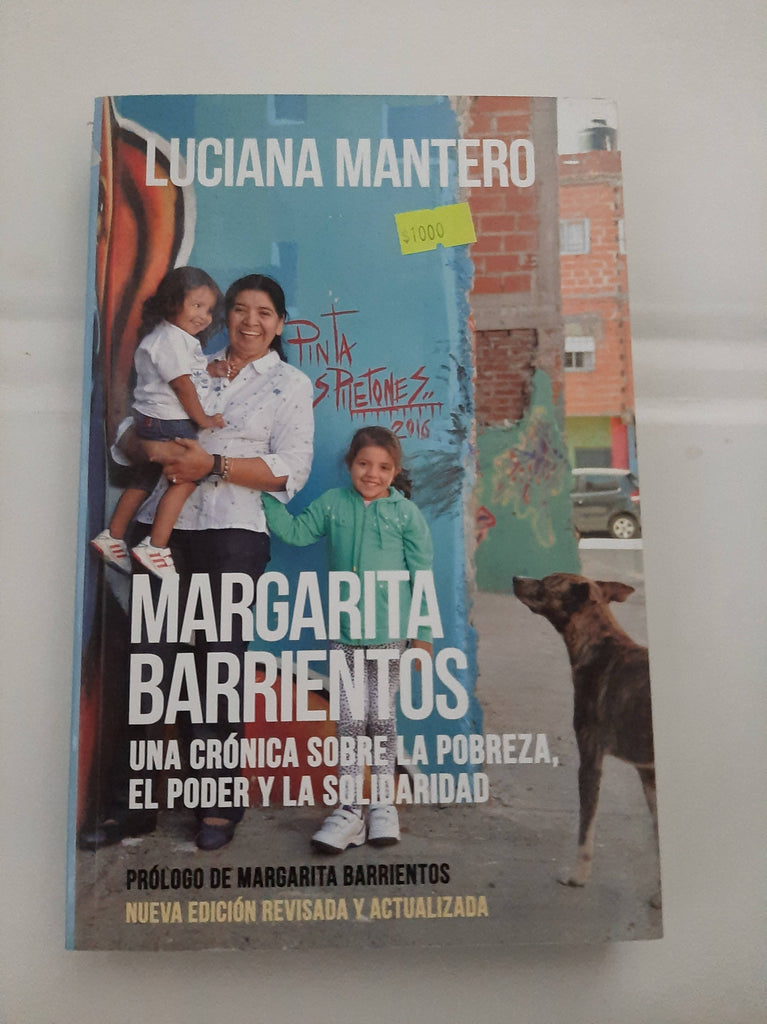 LUCIANA MANTERO
$1000
PINTA
S. PIETONES..
2016
MARGARITA
BARRIENTOS
UNA CRÓNICA SOBRE LA POBREZA,
EL PODER Y LA SOLIDARIDAD
PRÓLOGO DE MARGARITA BARRIENTOS
NUEVA EDICIÓN REVISADA Y ACTUALIZADA